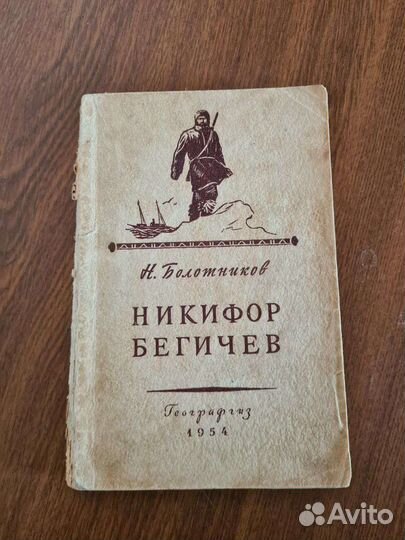 Н. Болотников
НИКИФОР
БЕГИЧЕВ
Географгиз
1954
Avito